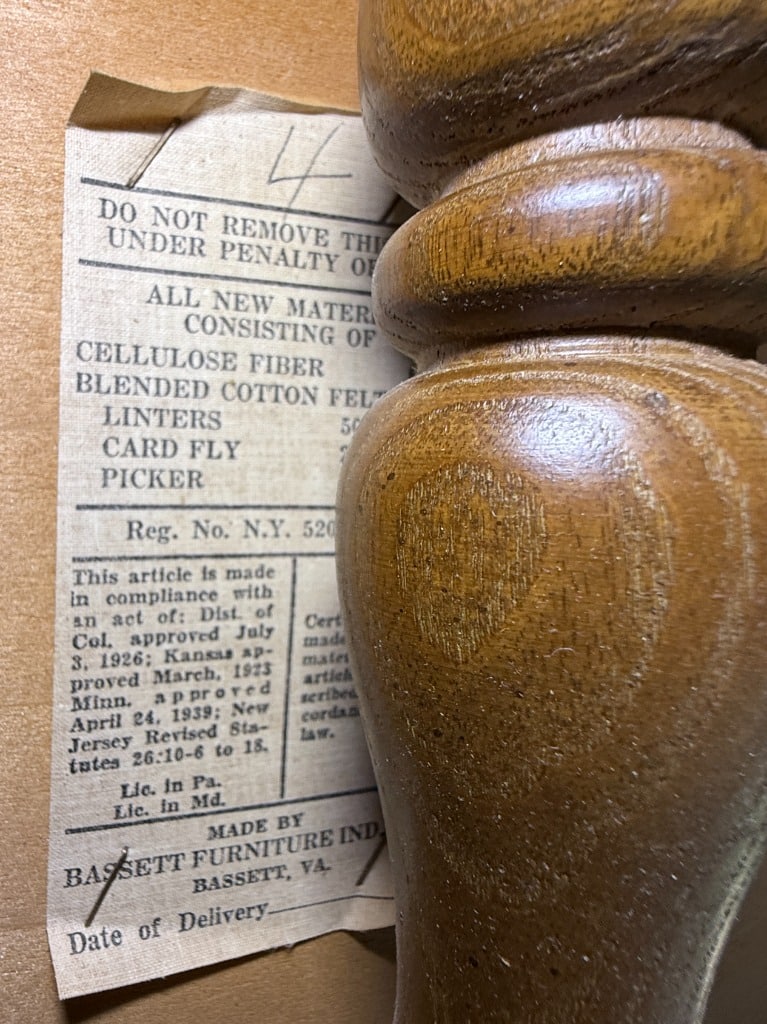 4
DO NOT REMOVE THI
UNDER PENALTY OF
ALL NEW MATERI
CONSISTING OF
CELLULOSE FIBER
BLENDED COTTON FELT
LINTERS 50
CARD FLY
PICKER
Reg. No. N.Y. 520
This article is made
in compliance with
an act of: Dist. of
Col. approved July
3, 1926; Kansas ap-
proved March, 1923
Minn. approved
April 24, 1939; New
Jersey Revised Sta-
tutes 26:10-6 to 18.
Lic. in Pa.
Lic. in Md.
Cert
made
mater
articl
scribed
cordan
law.
MADE BY
BASSETT FURNITURE IND.
BASSETT, VA.
Date of Delivery